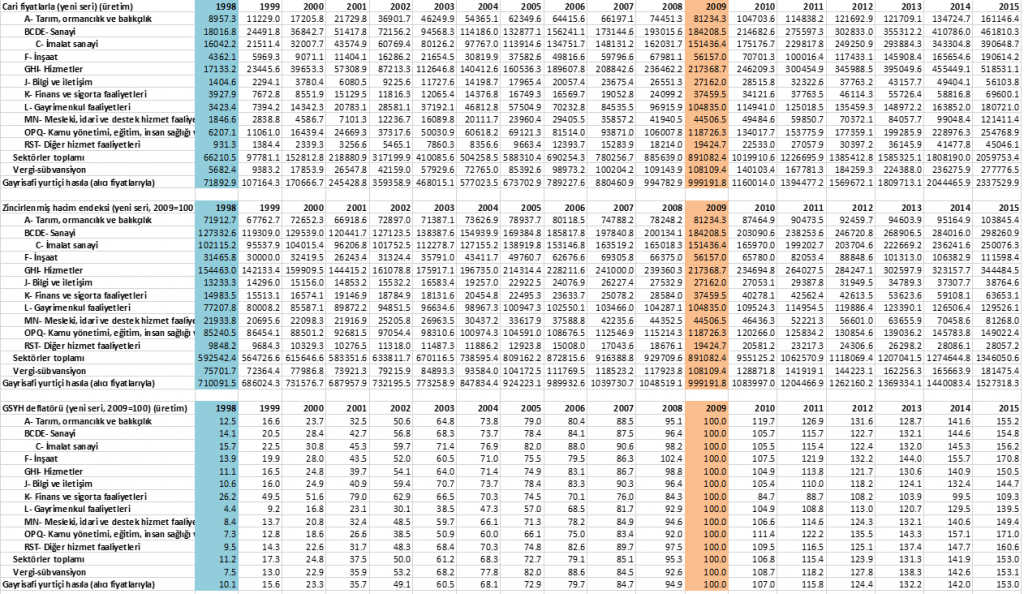 Cari fiyatlarla (yeni seri) (üretim) 1998 1999 2000 2001 2002 2003 2004 2005 2006 2007 2008 2009 2010 2011 2012 2013 2014 2015
A- Tarım, ormancılık ve balıkçılık 8957.3 11229.0 17205.8 21729.8 36901.7 46249.9 54365.1 62349.6 64415.6 66197.1 74451.3 81234.3 104703.6 114838.2 121692.9 121709.1 134724.7 161146.4
BCDE- Sanayi 18016.8 24491.8 36842.7 51417.8 72156.2 94568.3 114186.0 132877.1 156241.1 173144.6 193015.6 184208.5 214682.6 275597.3 302833.0 355312.2 410786.0 461810.3
C- İmalat sanayi 16042.2 21511.4 32007.7 43574.9 60769.4 80126.2 97767.0 113914.6 134751.7 148131.2 162031.7 151436.4 175176.7 229817.8 249250.9 293884.3 343304.8 390648.7
F- İnşaat 4362.1 5969.3 9071.1 11404.1 16286.2 21654.5 30819.9 37582.6 49816.6 59796.6 67981.1 56157.0 70701.3 100016.4 117433.1 145908.4 165654.6 190614.2
GHI- Hizmetler 17133.2 23445.6 39653.3 57308.9 87213.3 112646.8 140412.6 160536.3 189607.8 208842.6 236466.2 217368.7 246209.3 300454.9 345988.5 395049.6 455449.1 518531.1
J- Bilgi ve iletişim 1404.6 2294.1 3780.4 6080.5 9225.6 11727.6 14198.7 17965.4 20057.4 23675.4 26551.3 27162.0 28515.8 32322.6 37763.2 43157.7 49404.1 56103.8
K- Finans ve sigorta faaliyetleri 3927.9 7672.8 8551.9 15129.5 11816.3 12065.4 14376.8 16749.3 16569.7 19052.8 24099.2 37459.5 34121.6 37763.5 46114.3 55726.4 58816.8 69600.1
L- Gayrimenkul faaliyetleri 3423.4 7394.2 14342.3 20783.1 28581.1 37192.1 46812.8 57504.9 70232.8 84535.5 96915.9 104835.0 114941.0 125018.5 135459.3 148972.2 163852.0 180721.0
MN- Mesleki, idari ve destek hizmet faaliye 1846.6 2838.8 4586.7 7101.3 12236.7 16089.8 20111.7 23960.4 29405.5 35857.2 41940.5 44506.5 49484.6 59850.7 70372.1 84057.7 99048.4 121411.4
OPQ- Kamu yönetimi, eğitim, insan sağlığı v 6207.1 11061.0 16439.4 24669.3 37317.6 50030.9 60618.2 69121.3 81514.0 93871.0 106007.8 118726.3 134017.7 153775.9 177359.1 199285.9 228976.3 254768.9
RST- Diğer hizmet faaliyetleri 931.3 1384.4 2339.3 3256.5 5465.1 7860.3 8356.6 9663.4 12393.7 15283.9 18214.0 19424.7 22533.0 27057.9 30397.2 36145.9 41477.8 45046.1
Sektörler toplamı 66210.5 97781.1 152812.8 218880.9 317199.9 410085.6 504258.5 588310.4 690254.3 780256.7 885639.0 891082.4 1019910.6 1226695.9 1385412.8 1585325.1 1808190.0 2059753.4
Vergi-sübvansiyon 5682.4 9383.2 17853.9 26547.8 42159.0 57929.6 72765.0 85392.6 98973.2 100204.2 109143.9 108109.4 140103.4 167781.3 184259.3 224388.0 236275.9 277776.5
Gayrisafi yurtiçi hasıla (alıcı fiyatlarıyla) 71892.9 107164.3 170666.7 245428.8 359358.9 468015.1 577023.5 673702.9 789227.6 880460.9 994782.9 999191.8 1160014.0 1394477.2 1569672.1 1809713.1 2044465.9 2337529.9
Zincirlenmiş hacim endeksi (yeni seri, 2009=100 1998 1999 2000 2001 2002 2003 2004 2005 2006 2007 2008 2009 2010 2011 2012 2013 2014 2015
A- Tarım, ormancılık ve balıkçılık 71912.7 67762.7 72652.3 66918.6 72897.0 71387.1 73626.9 78937.7 80118.5 74788.2 78248.2 81234.3 87464.9 90473.5 92459.7 94603.9 95164.9 103845.4
BCDE- Sanayi 127332.6 119309.0 129539.0 120441.7 127123.5 138387.6 154939.9 169384.8 185817.8 197840.8 200134.1 184208.5 203090.6 238253.6 246720.8 268906.5 284016.0 298260.9
C- İmalat sanayi 102115.2 95537.9 104015.4 96206.8 101752.5 112278.7 127155.2 138919.8 153146.8 163519.2 165018.3 151436.4 165970.0 199202.5 203704.6 222669.2 236241.6 250076.3
F- İnşaat 31465.8 30000.0 32419.5 26243.4 31324.4 35791.0 43411.7 49760.7 62676.6 69305.8 66375.0 56157.0 65780.0 82053.4 88848.6 101313.0 106382.9 111598.4
GHI- Hizmetler 154463.0 142133.4 159909.5 144415.2 161078.8 175917.1 196735.0 214314.4 228211.6 241000.0 239360.3 217368.7 234694.8 264027.5 284247.1 302597.9 323157.7 344484.5
J- Bilgi ve iletişim 13233.3 14296.0 15156.0 14853.2 15532.2 16583.4 19257.0 22922.5 24076.9 26227.4 27532.9 27162.0 27053.1 29387.8 31949.5 34789.3 37307.7 38764.6
K- Finans ve sigorta faaliyetleri 14983.5 15513.1 16574.1 19146.9 18784.9 18131.6 20454.8 22495.3 23633.7 25078.2 28584.0 37459.5 40278.1 42562.4 42613.5 53623.6 59108.1 63653.1
L- Gayrimenkul faaliyetleri 77207.8 80008.2 85587.1 89872.2 94851.5 96634.6 98967.3 100947.3 102550.1 103466.0 104287.1 104835.0 109524.3 114954.5 119886.4 123390.1 126506.4 129526.1
MN- Mesleki, idari ve destek hizmet faaliye 21933.8 20695.6 22098.3 21916.9 25205.8 26963.5 30437.2 33617.9 37588.8 42235.6 44352.5 44506.5 46436.3 52221.3 56601.0 63655.9 70458.6 81268.0
OPQ- Kamu yönetimi, eğitim, insan sağlığı v 85240.5 86454.1 88501.2 92681.5 97054.4 98310.6 100974.3 104591.0 108676.5 112546.9 115214.3 118726.3 120266.0 125834.2 130854.6 139036.2 145783.8 149022.4
RST- Diğer hizmet faaliyetleri 9848.2 9684.3 10329.3 10276.5 11318.0 11487.3 11886.2 12923.8 15008.0 17043.6 18676.1 19424.7 20581.2 23217.3 24306.6 26298.2 28086.1 28057.2
Sektörler toplamı 592542.4 564726.6 615646.6 583351.6 633811.7 670116.5 738595.4 809162.2 872815.6 916388.8 929709.6 891082.4 955125.2 1062570.9 1118069.4 1207041.5 1274644.8 1346050.6
Vergi-sübvansiyon 75701.7 72364.4 77986.8 73921.3 79215.9 84893.3 93584.0 104172.5 111769.5 118523.2 117923.8 108109.4 128871.8 141919.1 144223.1 162256.3 165663.9 181475.4
Gayrisafi yurtiçi hasıla (alıcı fiyatlarıyla) 710091.5 686024.3 731576.7 687957.9 732195.5 773258.9 847834.4 924223.1 989932.6 1039730.7 1048519.1 999191.8 1083997.0 1204466.9 1262160.2 1369334.1 1440083.4 1527318.3
GSYH deflatörü (yeni seri, 2009=100) (üretim) 1998 1999 2000 2001 2002 2003 2004 2005 2006 2007 2008 2009 2010 2011 2012 2013 2014 2015
A- Tarım, ormancılık ve balıkçılık 12.5 16.6 23.7 32.5 50.6 64.8 73.8 79.0 80.4 88.5 95.1 100.0 119.7 126.9 131.6 128.7 141.6 155.2
BCDE- Sanayi 14.1 20.5 28.4 42.7 56.8 68.3 73.7 78.4 84.1 87.5 96.4 100.0 105.7 115.7 122.7 132.1 144.6 154.8
C- İmalat sanayi 15.7 22.5 30.8 45.3 59.7 71.4 76.9 82.0 88.0 90.6 98.2 100.0 105.5 115.4 122.4 132.0 145.3 156.2
F- İnşaat 13.9 19.9 28.0 43.5 52.0 60.5 71.0 75.5 79.5 86.3 102.4 100.0 107.5 121.9 132.2 144.0 155.7 170.8
GHI- Hizmetler 11.1 16.5 24.8 39.7 54.1 64.0 71.4 74.9 83.1 86.7 98.8 100.0 104.9 113.8 121.7 130.6 140.9 150.5
J- Bilgi ve iletişim 10.6 16.0 24.9 40.9 59.4 70.7 73.7 78.4 83.3 90.3 96.4 100.0 105.4 110.0 118.2 124.1 132.4 144.7
K- Finans ve sigorta faaliyetleri 26.2 49.5 51.6 79.0 62.9 66.5 70.3 74.5 70.1 76.0 84.3 100.0 84.7 88.7 108.2 103.9 99.5 109.3
L- Gayrimenkul faaliyetleri 4.4 9.2 16.8 23.1 30.1 38.5 47.3 57.0 68.5 81.7 92.9 100.0 104.9 108.8 113.0 120.7 129.5 139.5
MN- Mesleki, idari ve destek hizmet faaliye 8.4 13.7 20.8 32.4 48.5 59.7 66.1 71.3 78.2 84.9 94.6 100.0 106.6 114.6 124.3 132.1 140.6 149.4
OPQ- Kamu yönetimi, eğitim, insan sağlığı v 7.3 12.8 18.6 26.6 38.5 50.9 60.0 66.1 75.0 83.4 92.0 100.0 111.4 122.2 135.5 143.3 157.1 171.0
RST- Diğer hizmet faaliyetleri 9.5 14.3 22.6 31.7 48.3 68.4 70.3 74.8 82.6 89.7 97.5 100.0 109.5 116.5 125.1 137.4 147.7 160.6
Sektörler toplamı 11.2 17.3 24.8 37.5 50.0 61.2 68.3 72.7 79.1 85.1 95.3 100.0 106.8 115.4 123.9 131.3 141.9 153.0
Vergi-sübvansiyon 7.5 13.0 22.9 35.9 53.2 68.2 77.8 82.0 88.6 84.5 92.6 100.0 108.7 118.2 127.8 138.3 142.6 153.1
Gayrisafi yurtiçi hasıla (alıcı fiyatlarıyla) 10.1 15.6 23.3 35.7 49.1 60.5 68.1 72.9 79.7 84.7 94.9 100.0 107.0 115.8 124.4 132.2 142.0 153.0